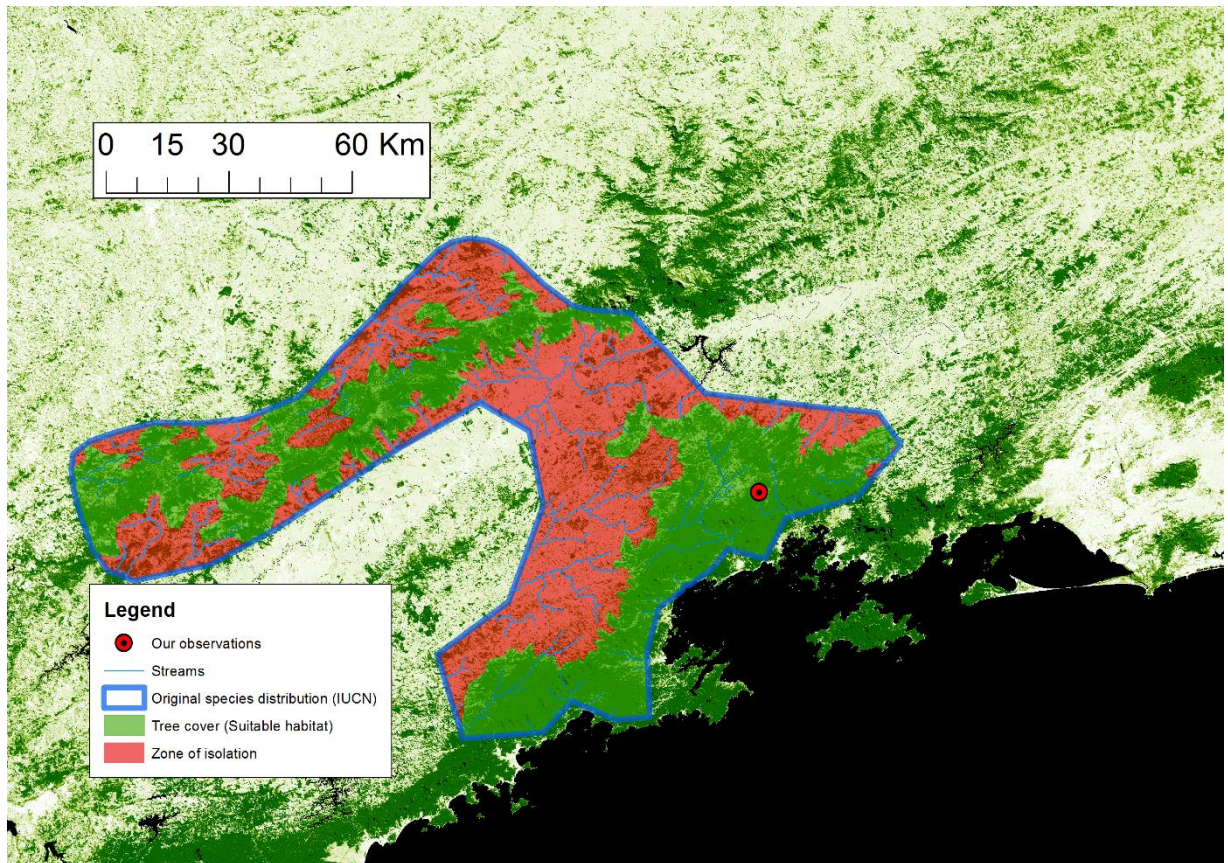 0 15 30 60 Km
Legend
Our observations
Streams
Original species distribution (IUCN)
Tree cover (Suitable habitat)
Zone of isolation